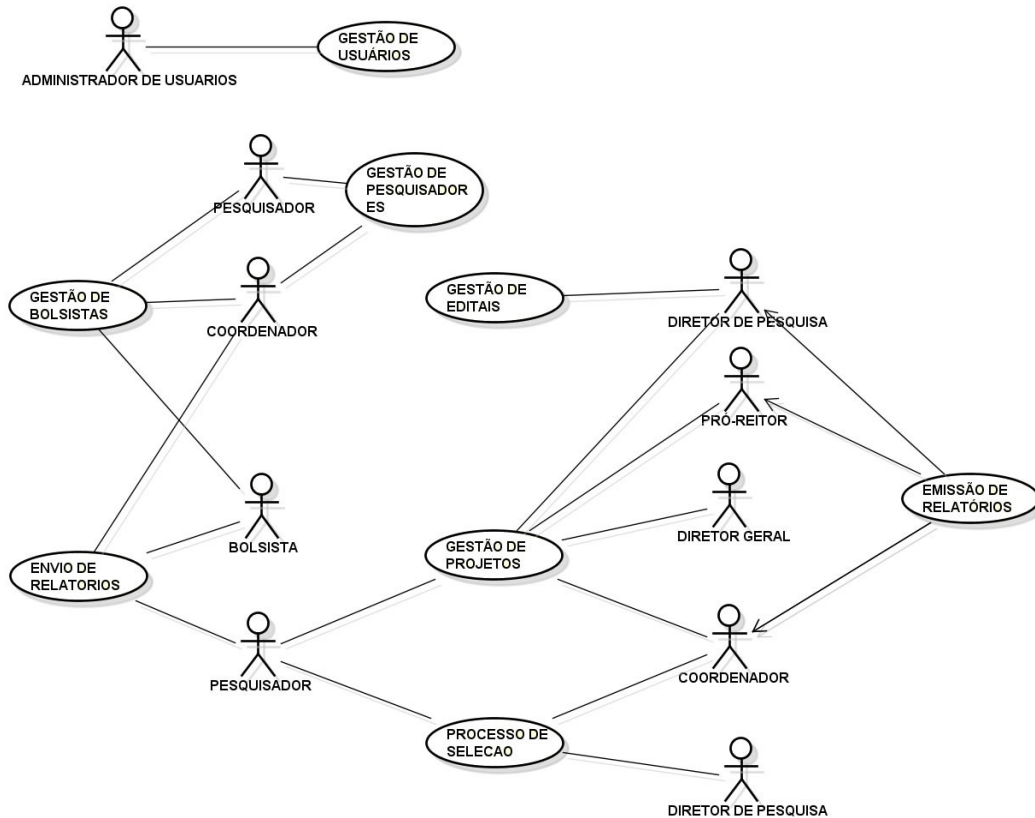 GESTÃO DE
USUÁRIOS
ADMINISTRADOR DE USUARIOS
GESTÃO DE
PESQUISADOR
ES
PESQUISADOR
GESTÃO DE
BOLSISTAS
COORDENADOR
GESTÃO DE
EDITAIS
DIRETOR DE PESQUISA
PRÓ-REITOR
EMISSÃO DE
RELATÓRIOS
BOLSISTA
DIRETOR GERAL
GESTÃO DE
PROJETOS
ENVIO DE
RELATORIOS
PESQUISADOR
COORDENADOR
PROCESSO DE
SELECAO
DIRETOR DE PESQUISA